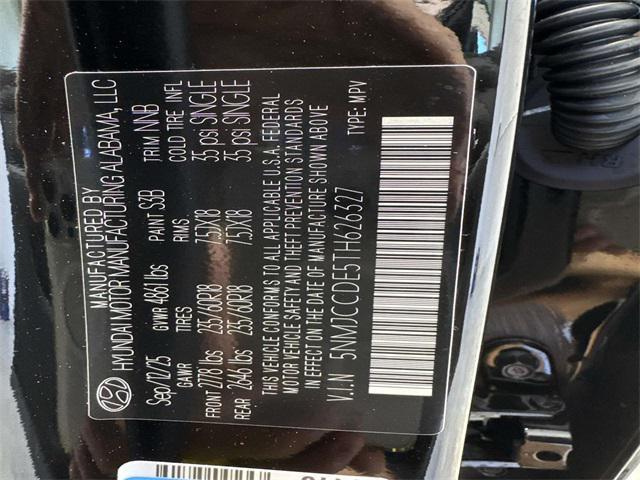 MANUFACTURED BY
HYUNDAI MOTOR MANUFACTURING ALABAMA, LLC
Sep/12/25 GVWR 4861 lbs PAINT S3B TRIM NNB
GAWR TIRES RIMS COLD TIRE INFL
FRONT 2778 lbs 235/60R18 7.5JX18 35 psi SINGLE
REAR 2646 lbs 235/60R18 7.5JX18 35 psi SINGLE
THIS VEHICLE CONFORMS TO ALL APPLICABLE U.S.A. FEDERAL
MOTOR VEHICLE SAFETY AND THEFT PREVENTION STANDARDS
IN EFFECT ON THE DATE OF MANUFACTURE SHOWN ABOVE
V.I.N 5NMJCCDE5TH626327 TYPE: MPV